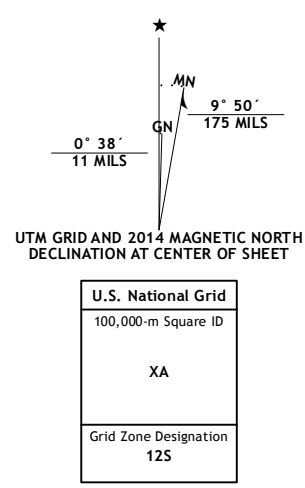 MN
9° 50´
175 MILS
GN
0° 38´
11 MILS
UTM GRID AND 2014 MAGNETIC NORTH
DECLINATION AT CENTER OF SHEET
U.S. National Grid
100,000-m Square ID
XA
Grid Zone Designation
12S